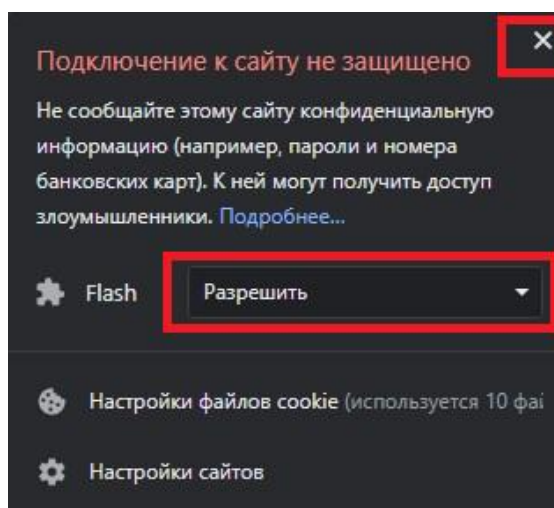 Подключение к сайту не защищено
Не сообщайте этому сайту конфиденциальную
информацию (например, пароли и номера
банковских карт). К ней могут получить доступ
злоумышленники. Подробнее...
Flash Разрешить
Настройки файлов cookie (используется 10 фай
Настройки сайтов